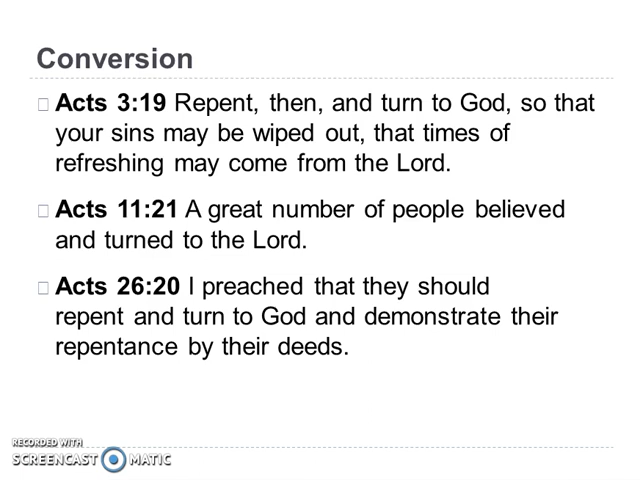 Conversion
Acts 3:19 Repent, then, and turn to God, so that
your sins may be wiped out, that times of
refreshing may come from the Lord.
Acts 11:21 A great number of people believed
and turned to the Lord.
Acts 26:20 I preached that they should
repent and turn to God and demonstrate their
repentance by their deeds.
RECORDED WITH
SCREENCAST MATIC